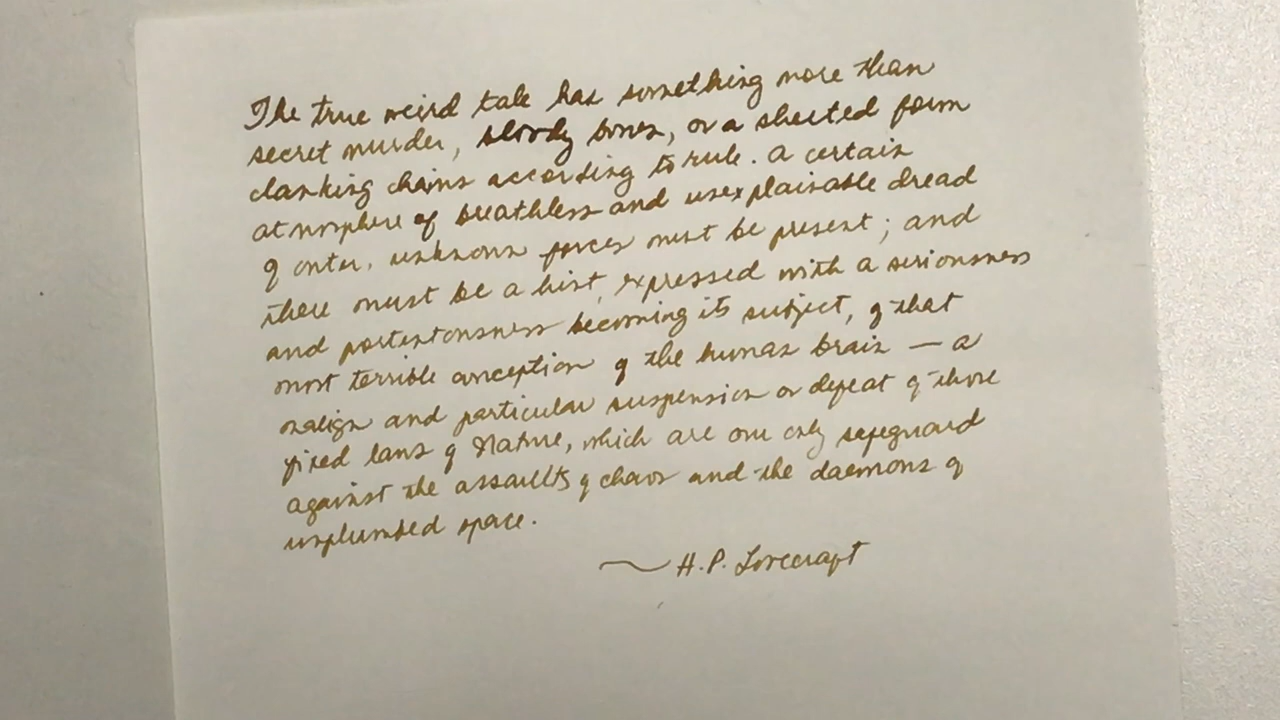 The true weird tale has something more than
secret murder, bloody bones, or a sheeted form
clanking chains according to rule. A certain
atmosphere of breathless and unexplainable dread
of outer, unknown forces must be present; and
there must be a hint, expressed with a seriousness
and portentousness becoming its subject, of that
most terrible conception of the human brain — a
malign and particular suspension or defeat of those
fixed laws of Nature, which are our only safeguard
against the assaults of chaos and the daemons of
unplumbed space.
~ H.P. Lovecraft